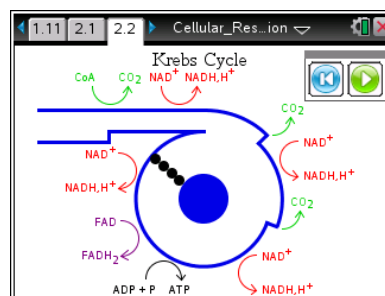 1.11 2.1 2.2 Cellular_Res…ion
Krebs Cycle
CoA CO2 NAD+ NADH,H+
CO2
NAD+
NADH,H+
NAD+
NADH,H+
CO2
FAD
FADH2
NAD+
NADH,H+
ADP + P ATP